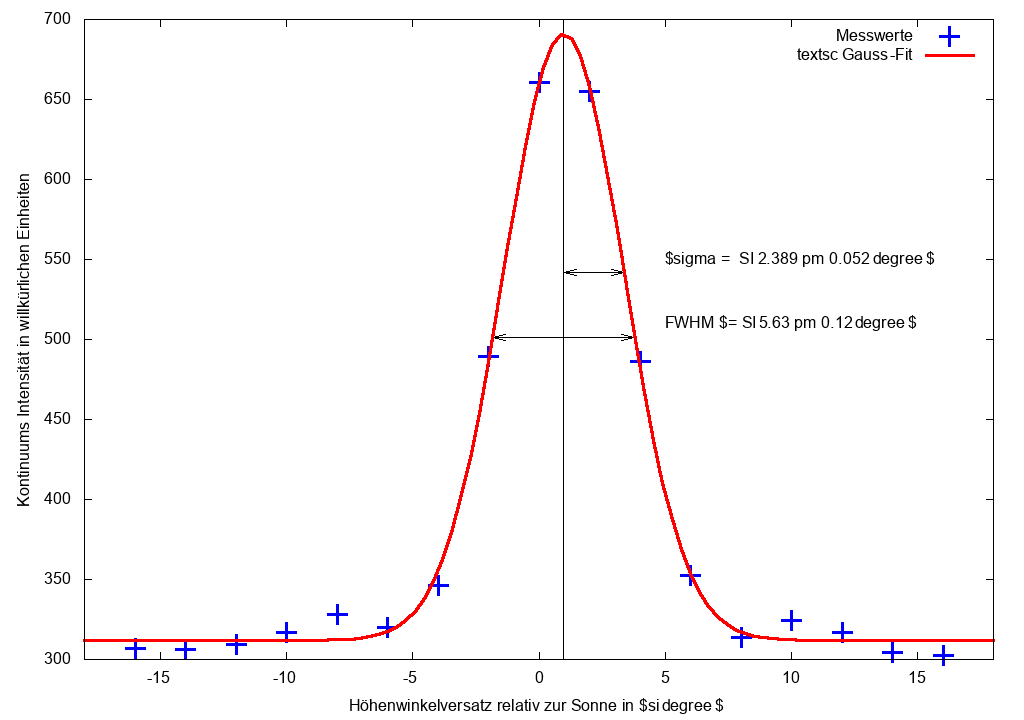 700
650
600
550
500
450
400
350
300
-15
-10
-5
0
5
10
15
Kontinuums Intensität in willkürlichen Einheiten
Höhenwinkelversatz relativ zur Sonne in $si degree $
Messwerte
textsc Gauss-Fit
$sigma = SI 2.389 pm 0.052 degree $
FWHM $= SI 5.63 pm 0.12 degree $